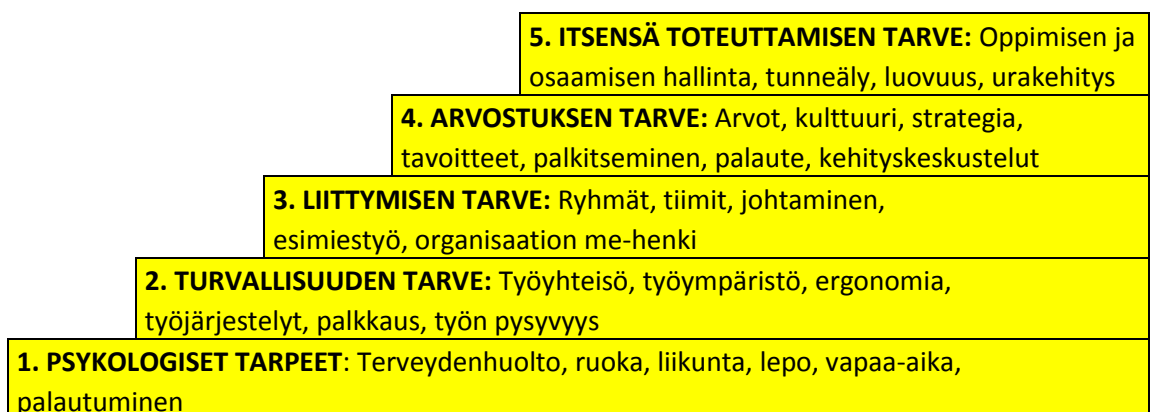 5. ITSENSÄ TOTEUTTAMISEN TARVE: Oppimisen ja
osaamisen hallinta, tunneäly, luovuus, urakehitys
4. ARVOSTUKSEN TARVE: Arvot, kulttuuri, strategia,
tavoitteet, palkitseminen, palaute, kehityskeskustelut
3. LIITTYMISEN TARVE: Ryhmät, tiimit, johtaminen,
esimiestyö, organisaation me-henki
2. TURVALLISUUDEN TARVE: Työyhteisö, työympäristö, ergonomia,
työjärjestelyt, palkkaus, työn pysyvyys
1. PSYKOLOGISET TARPEET: Terveydenhuolto, ruoka, liikunta, lepo, vapaa-aika,
palautuminen